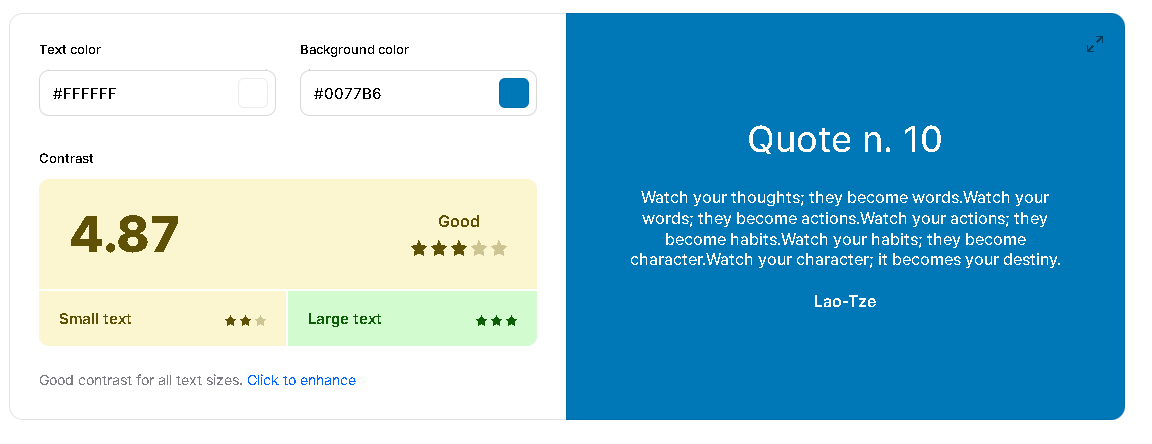 Text color
Background color
#FFFFFF
#0077B6
Contrast
4.87
Good
Small text
Large text
Good contrast for all text sizes. Click to enhance
Quote n. 10
Watch your thoughts; they become words.Watch your
words; they become actions.Watch your actions; they
become habits.Watch your habits; they become
character.Watch your character; it becomes your destiny.
Lao-Tze